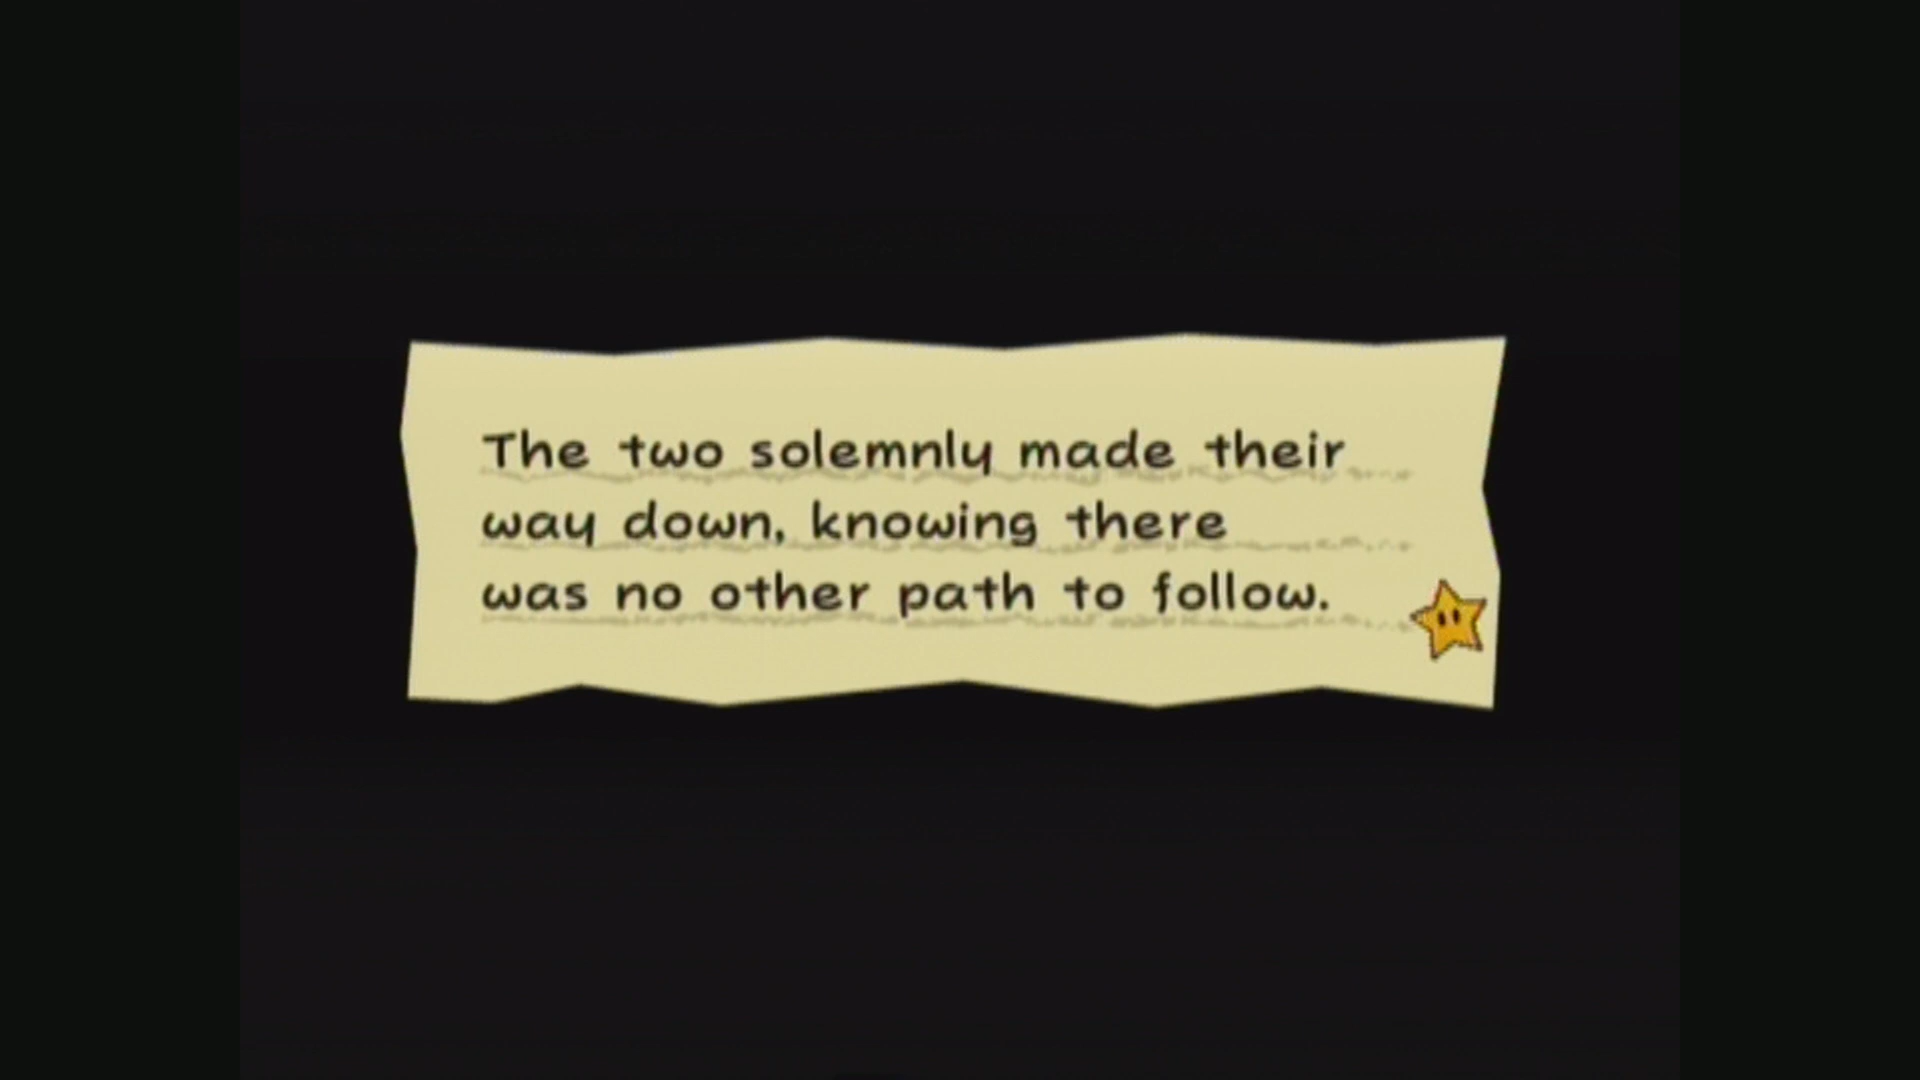 The two solemnly made their
way down, knowing there
was no other path to follow.